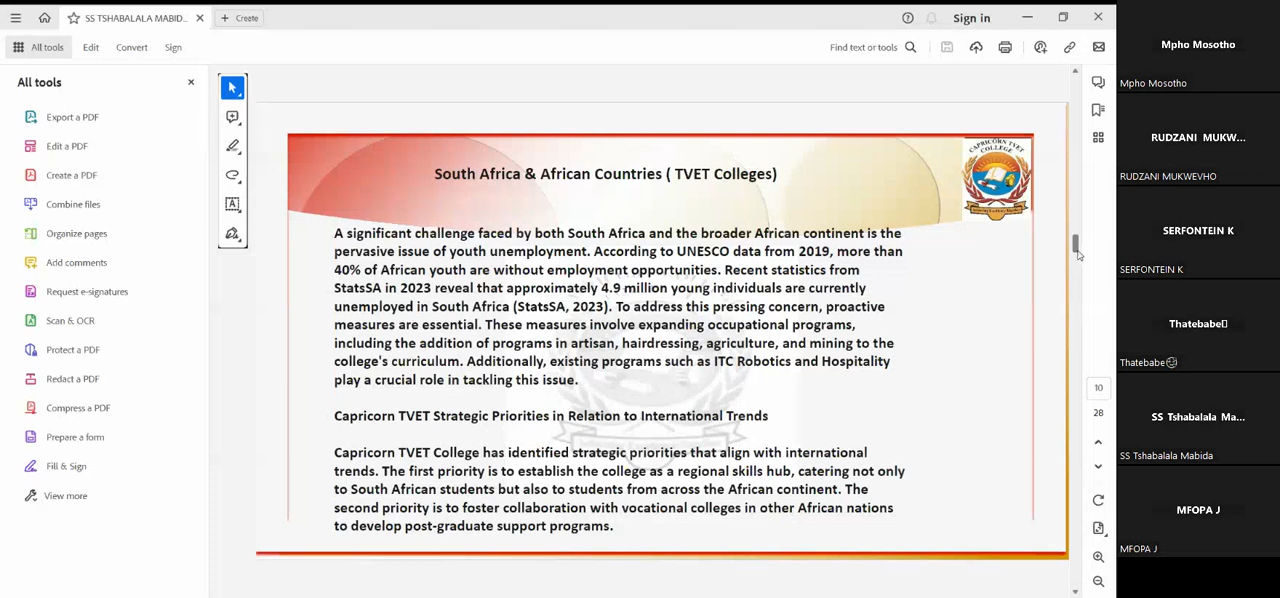 SS TSHABALALA MABID...
Create
Sign in
All tools
Edit
Convert
Sign
Find text or tools
All tools
Export a PDF
Edit a PDF
Create a PDF
Combine files
Organize pages
Add comments
Request e-signatures
Scan & OCR
Protect a PDF
Redact a PDF
Compress a PDF
Prepare a form
Fill & Sign
View more
CAPRICORN TVET COLLEGE
South Africa & African Countries ( TVET Colleges)
A significant challenge faced by both South Africa and the broader African continent is the
pervasive issue of youth unemployment. According to UNESCO data from 2019, more than
40% of African youth are without employment opportunities. Recent statistics from
StatsSA in 2023 reveal that approximately 4.9 million young individuals are currently
unemployed in South Africa (StatsSA, 2023). To address this pressing concern, proactive
measures are essential. These measures involve expanding occupational programs,
including the addition of programs in artisan, hairdressing, agriculture, and mining to the
college's curriculum. Additionally, existing programs such as ITC Robotics and Hospitality
play a crucial role in tackling this issue.
Capricorn TVET Strategic Priorities in Relation to International Trends
Capricorn TVET College has identified strategic priorities that align with international
trends. The first priority is to establish the college as a regional skills hub, catering not only
to South African students but also to students from across the African continent. The
second priority is to foster collaboration with vocational colleges in other African nations
to develop post-graduate support programs.
10
28
Mpho Mosotho
Mpho Mosotho
RUDZANI MUKW...
RUDZANI MUKWEVHO
SERFONTEIN K
SERFONTEIN K
Thatebabe
Thatebabe
SS Tshabalala Ma...
SS Tshabalala Mabida
MFOPA J
MFOPA J